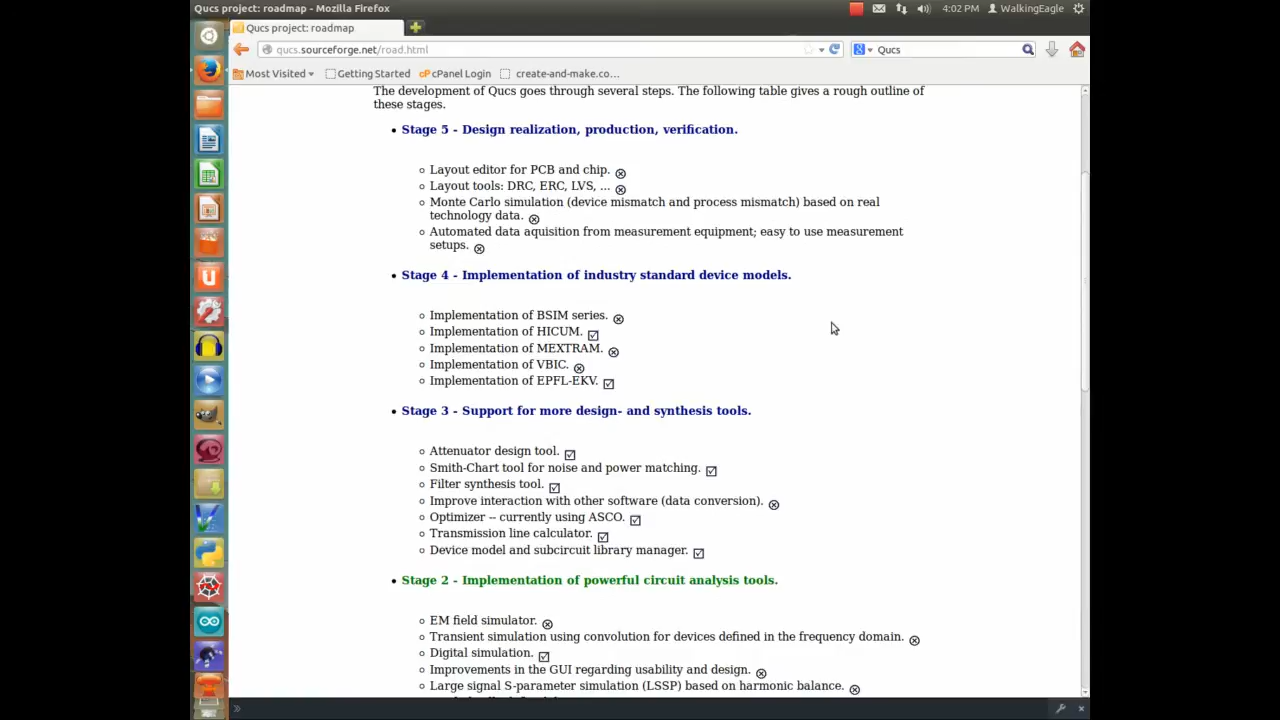 Qucs project: roadmap - Mozilla Firefox
4:02 PM
WalkingEagle
Qucs project: roadmap
qucs.sourceforge.net/road.html
Qucs
Most Visited
Getting Started
cPanel Login
create-and-make.co...
The development of Qucs goes through several steps. The following table gives a rough outline of
these stages.
Stage 5 - Design realization, production, verification.
Layout editor for PCB and chip.
Layout tools: DRC, ERC, LVS, ...
Monte Carlo simulation (device mismatch and process mismatch) based on real
technology data.
Automated data aquisition from measurement equipment; easy to use measurement
setups.
Stage 4 - Implementation of industry standard device models.
Implementation of BSIM series.
Implementation of HICUM.
Implementation of MEXTRAM.
Implementation of VBIC.
Implementation of EPFL-EKV.
Stage 3 - Support for more design- and synthesis tools.
Attenuator design tool.
Smith-Chart tool for noise and power matching.
Filter synthesis tool.
Improve interaction with other software (data conversion).
Optimizer -- currently using ASCO.
Transmission line calculator.
Device model and subcircuit library manager.
Stage 2 - Implementation of powerful circuit analysis tools.
EM field simulator.
Transient simulation using convolution for devices defined in the frequency domain.
Digital simulation.
Improvements in the GUI regarding usability and design.
Large signal S-parameter simulation (LSSP) based on harmonic balance.